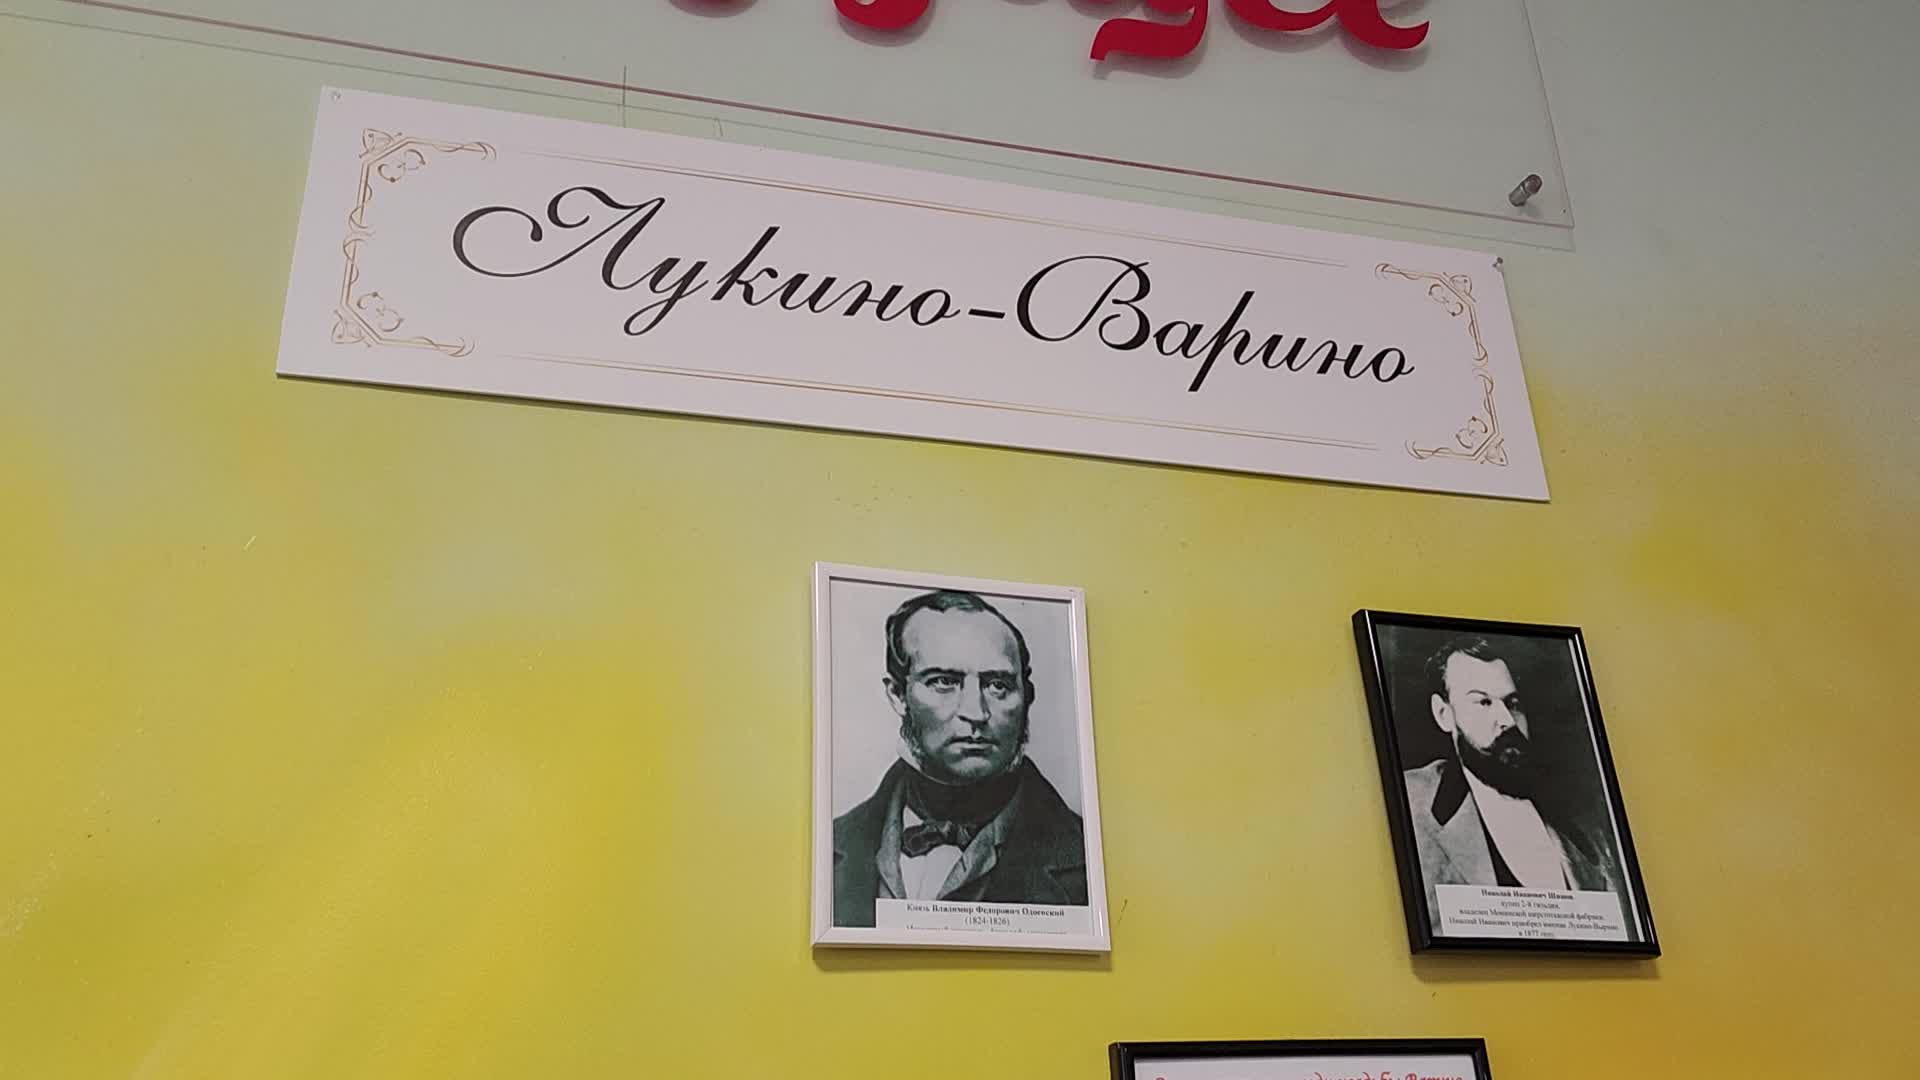 Лукино-Варино
Князь Владимир Федорович Одоевский
(1824-1826)
Николай Иванович Шишов
купец 2-й гильдии,
владелец Монинской шерстоткацкой фабрики.
Николай Иванович приобрел имение Лукино-Варино
в 1877 году.